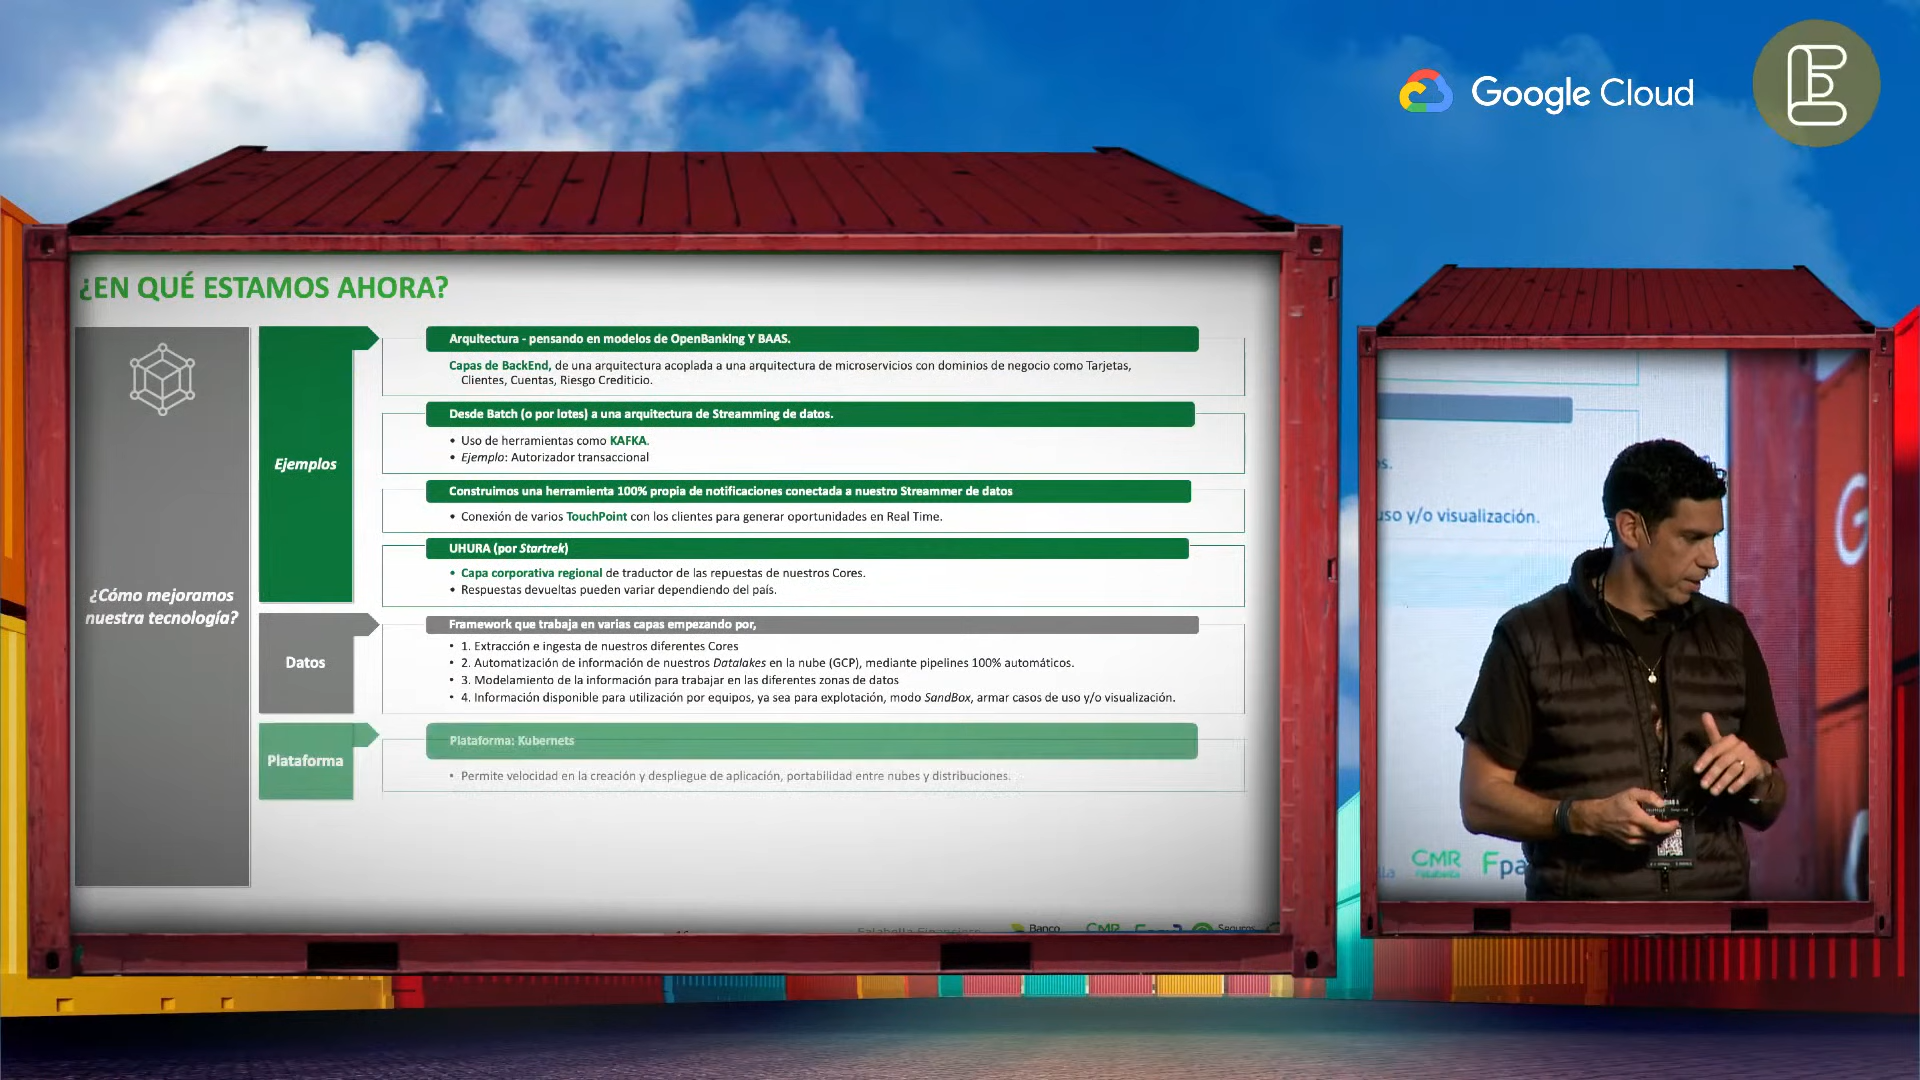 Google Cloud
¿EN QUÉ ESTAMOS AHORA?
¿Cómo mejoramos
nuestra tecnología?
Ejemplos
Arquitectura - pensando en modelos de OpenBanking Y BAAS.
Capas de BackEnd, de una arquitectura acoplada a una arquitectura de microservicios con dominios de negocio como Tarjetas,
Clientes, Cuentas, Riesgo Crediticio.
Desde Batch (o por lotes) a una arquitectura de Streamming de datos.
• Uso de herramientas como KAFKA.
• Ejemplo: Autorizador transaccional
Construimos una herramienta 100% propia de notificaciones conectada a nuestro Streammer de datos
• Conexión de varios TouchPoint con los clientes para generar oportunidades en Real Time.
UHURA (por Startrek)
• Capa corporativa regional de traductor de las repuestas de nuestros Cores.
• Respuestas devueltas pueden variar dependiendo del país.
Datos
Framework que trabaja en varias capas empezando por,
• 1. Extracción e ingesta de nuestros diferentes Cores
• 2. Automatización de información de nuestros Datalakes en la nube (GCP), mediante pipelines 100% automáticos.
• 3. Modelamiento de la información para trabajar en las diferentes zonas de datos
• 4. Información disponible para utilización por equipos, ya sea para explotación, modo SandBox, armar casos de uso y/o visualización.
Plataforma
Plataforma: Kubernets
• Permite velocidad en la creación y despliegue de aplicación, portabilidad entre nubes y distribuciones.
Falabella Financiero
Banco
CMR
Seguros
uso y/o visualización.
CMR
Fpa